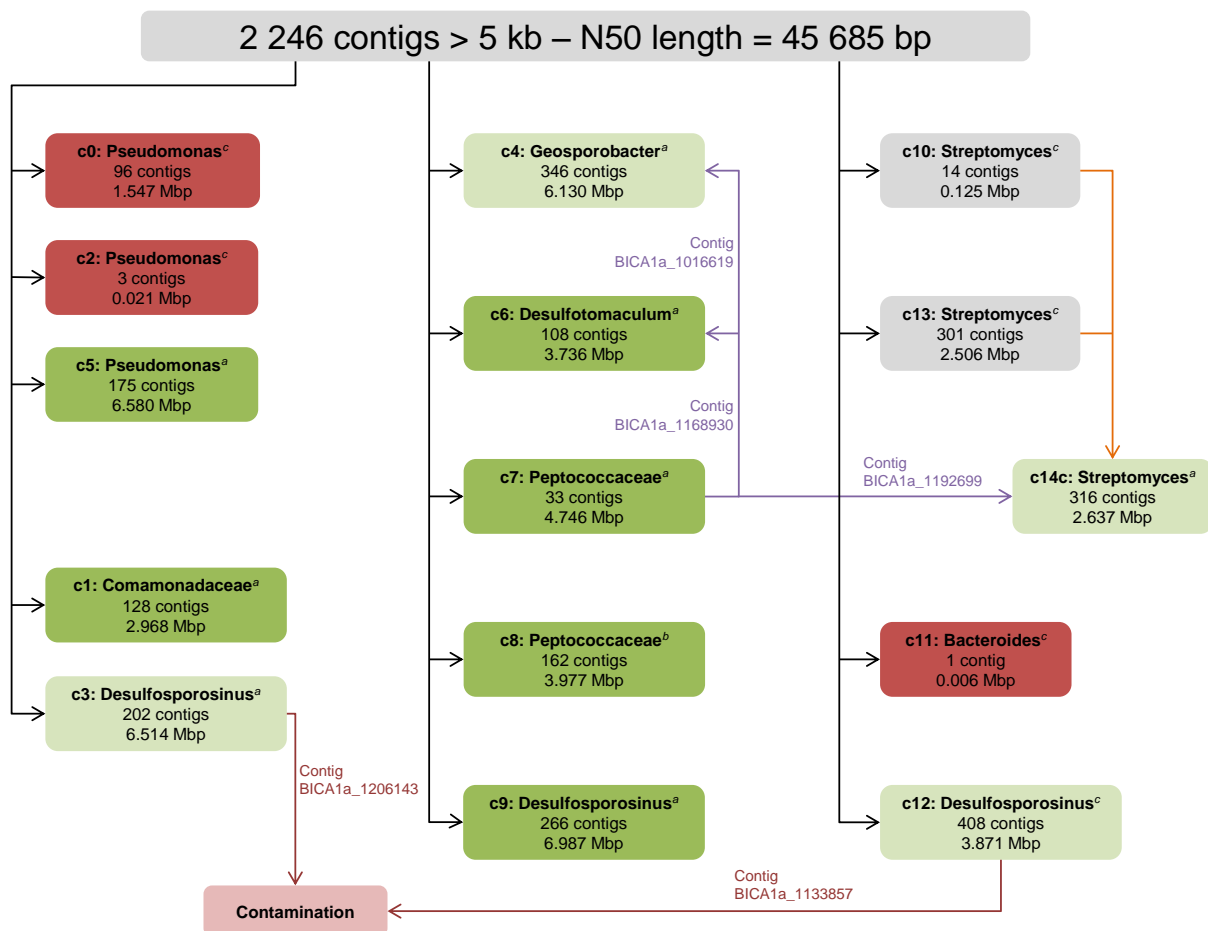 2 246 contigs > 5 kb – N50 length = 45 685 bp
c0: Pseudomonasᶜ
96 contigs
1.547 Mbp
c2: Pseudomonasᶜ
3 contigs
0.021 Mbp
c5: Pseudomonasᵃ
175 contigs
6.580 Mbp
c1: Comamonadaceaeᵃ
128 contigs
2.968 Mbp
c3: Desulfosporosinusᵃ
202 contigs
6.514 Mbp
Contig
BICA1a_1206143
Contamination
c4: Geosporobacterᵃ
346 contigs
6.130 Mbp
Contig
BICA1a_1016619
c6: Desulfotomaculumᵃ
108 contigs
3.736 Mbp
Contig
BICA1a_1168930
c7: Peptococcaceaeᵃ
33 contigs
4.746 Mbp
c8: Peptococcaceaeᵇ
162 contigs
3.977 Mbp
c9: Desulfosporosinusᵃ
266 contigs
6.987 Mbp
c10: Streptomycesᶜ
14 contigs
0.125 Mbp
c13: Streptomycesᶜ
301 contigs
2.506 Mbp
Contig
BICA1a_1192699
c14c: Streptomycesᵃ
316 contigs
2.637 Mbp
c11: Bacteroidesᶜ
1 contig
0.006 Mbp
c12: Desulfosporosinusᶜ
408 contigs
3.871 Mbp
Contig
BICA1a_1133857